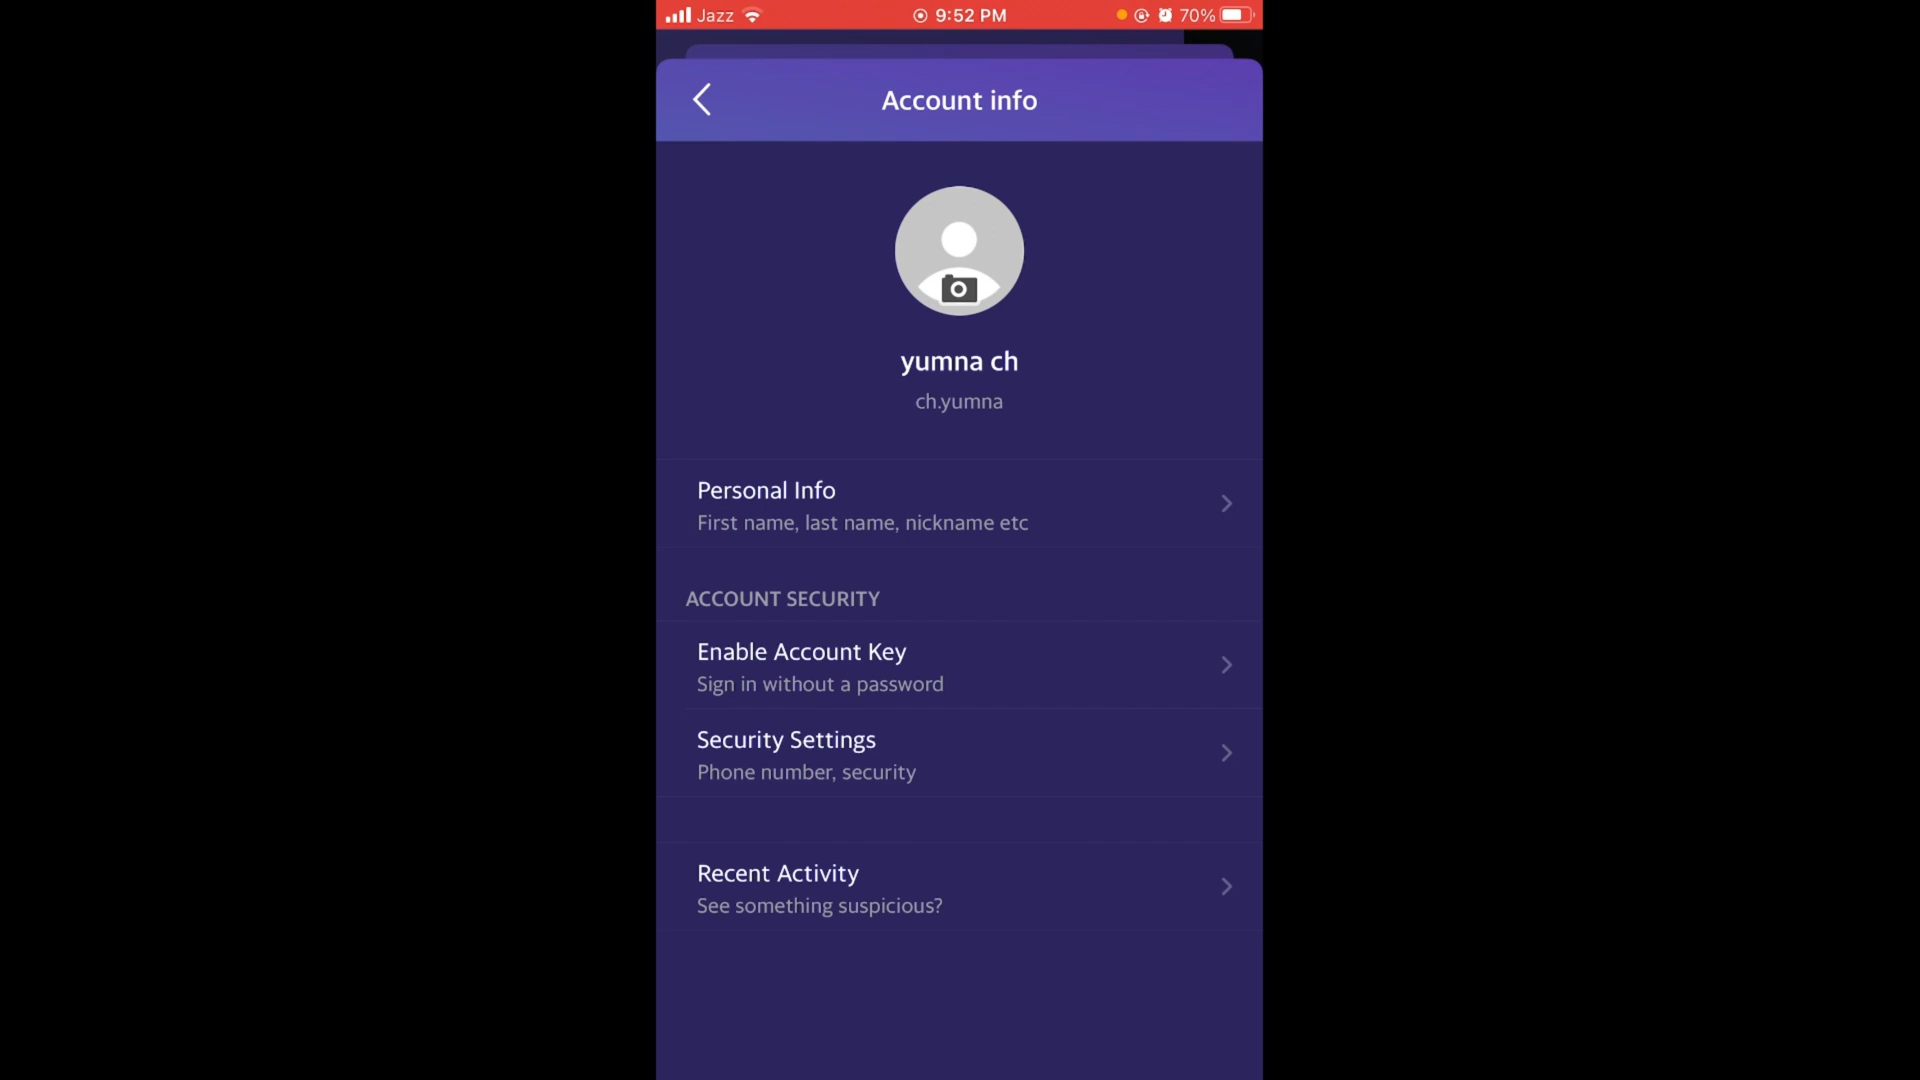 Jazz 9:52 PM 70%
Account info
yumna ch
ch.yumna
Personal Info
First name, last name, nickname etc
ACCOUNT SECURITY
Enable Account Key
Sign in without a password
Security Settings
Phone number, security
Recent Activity
See something suspicious?